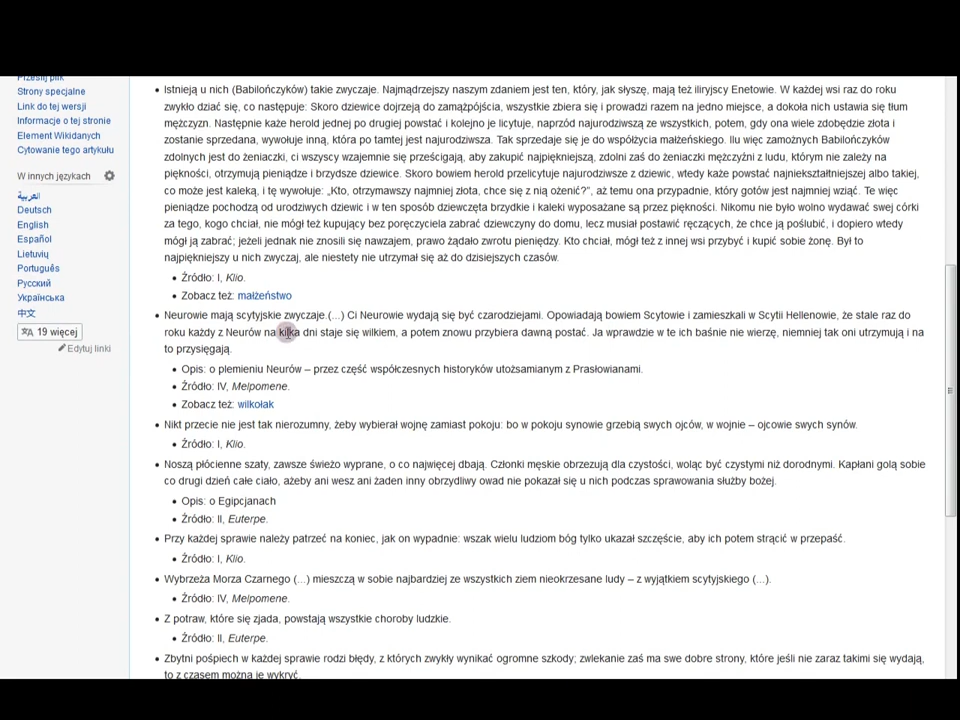 Prześlij plik
Strony specjalne
Link do tej wersji
Informacje o tej stronie
Element Wikidanych
Cytowanie tego artykułu
W innych językach
العربية
Deutsch
English
Español
Lietuvių
Português
Русский
Українська
中文
19 więcej
Edytuj linki
Istnieją u nich (Babilończyków) takie zwyczaje. Najmądrzejszy naszym zdaniem jest ten, który, jak słyszę, mają też iliryjscy Enetowie. W każdej wsi raz do roku
zwykło dziać się, co następuje: Skoro dziewice dojrzeją do zamążpójścia, wszystkie zbiera się i prowadzi razem na jedno miejsce, a dokoła nich ustawia się tłum
mężczyzn. Następnie każe herold jednej po drugiej powstać i kolejno je licytuje, naprzód najurodziwszą ze wszystkich, potem, gdy ona wiele zdobędzie złota i
zostanie sprzedana, wywołuje inną, która po tamtej jest najurodziwsza. Tak sprzedaje się je do współżycia małżeńskiego. Ilu więc zamożnych Babilończyków
zdolnych jest do żeniaczki, ci wszyscy wzajemnie się prześcigają, aby zakupić najpiękniejszą, zdolni zaś do żeniaczki mężczyźni z ludu, którym nie zależy na
piękności, otrzymują pieniądze i brzydsze dziewice. Skoro bowiem herold przelicytuje najurodziwsze z dziewic, wtedy każe powstać najniekształtniejszej albo takiej,
co może jest kaleką, i tę wywołuje: „Kto, otrzymawszy najmniej złota, chce się z nią ożenić?”, aż temu ona przypadnie, który gotów jest najmniej wziąć. Te więc
pieniądze pochodzą od urodziwych dziewic i w ten sposób dziewczęta brzydkie i kaleki wyposażane są przez piękności. Nikomu nie było wolno wydawać swej córki
za tego, kogo chciał, nie mógł też kupujący bez poręczyciela zabrać dziewczyny do domu, lecz musiał postawić ręczących, że chce ją poślubić, i dopiero wtedy
mógł ją zabrać; jeżeli jednak nie znosili się nawzajem, prawo żądało zwrotu pieniędzy. Kto chciał, mógł też z innej wsi przybyć i kupić sobie żonę. Był to
najpiękniejszy u nich zwyczaj, ale niestety nie utrzymał się aż do dzisiejszych czasów.
Źródło: I, Klio.
Zobacz też: małżeństwo
Neurowie mają scytyjskie zwyczaje.(...) Ci Neurowie wydają się być czarodziejami. Opowiadają bowiem Scytowie i zamieszkali w Scytii Hellenowie, że stale raz do
roku każdy z Neurów na kilka dni staje się wilkiem, a potem znowu przybiera dawną postać. Ja wprawdzie w te ich baśnie nie wierzę, niemniej tak oni utrzymują i na
to przysięgają.
Opis: o plemieniu Neurów – przez część współczesnych historyków utożsamianym z Prasłowianami.
Źródło: IV, Melpomene.
Zobacz też: wilkołak
Nikt przecie nie jest tak nierozumny, żeby wybierał wojnę zamiast pokoju: bo w pokoju synowie grzebią swych ojców, w wojnie – ojcowie swych synów.
Źródło: I, Klio.
Noszą płócienne szaty, zawsze świeżo wyprane, o co najwięcej dbają. Członki męskie obrzezują dla czystości, woląc być czystymi niż dorodnymi. Kapłani golą sobie
co drugi dzień całe ciało, ażeby ani wesz ani żaden inny obrzydliwy owad nie pokazał się u nich podczas sprawowania służby bożej.
Opis: o Egipcjanach
Źródło: II, Euterpe.
Przy każdej sprawie należy patrzeć na koniec, jak on wypadnie: wszak wielu ludziom bóg tylko ukazał szczęście, aby ich potem strącić w przepaść.
Źródło: I, Klio.
Wybrzeża Morza Czarnego (...) mieszczą w sobie najbardziej ze wszystkich ziem nieokrzesane ludy – z wyjątkiem scytyjskiego (...).
Źródło: IV, Melpomene.
Z potraw, które się zjada, powstają wszystkie choroby ludzkie.
Źródło: II, Euterpe.
Zbytni pośpiech w każdej sprawie rodzi błędy, z których zwykły wynikać ogromne szkody; zwlekanie zaś ma swe dobre strony, które jeśli nie zaraz takimi się wydają,
to z czasem można je wykryć.